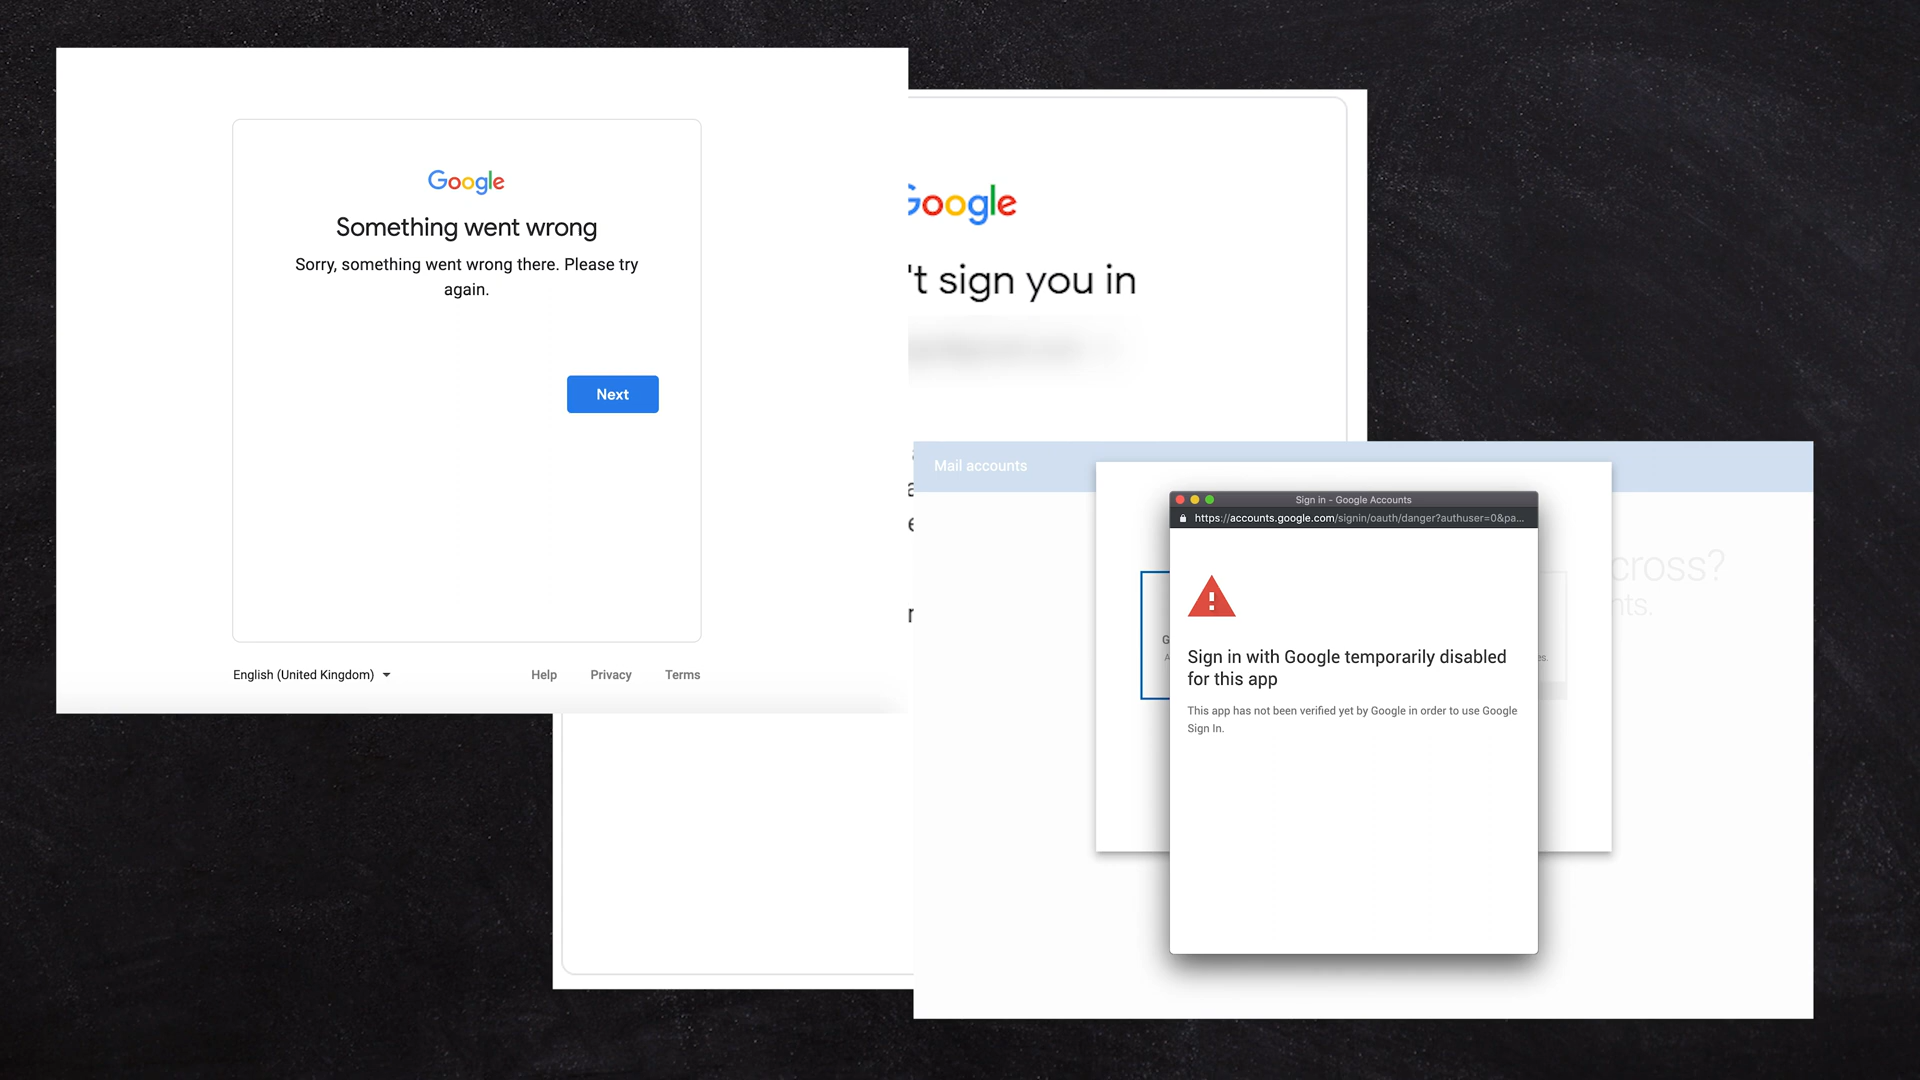 Google
Something went wrong
Sorry, something went wrong there. Please try
again.
Next
English (United Kingdom)
Help
Privacy
Terms
Google
't sign you in
Mail accounts
Sign in - Google Accounts
https://accounts.google.com/signin/oauth/danger?authuser=0&pa...
Sign in with Google temporarily disabled
for this app
This app has not been verified yet by Google in order to use Google
Sign In.
cross?
nts.